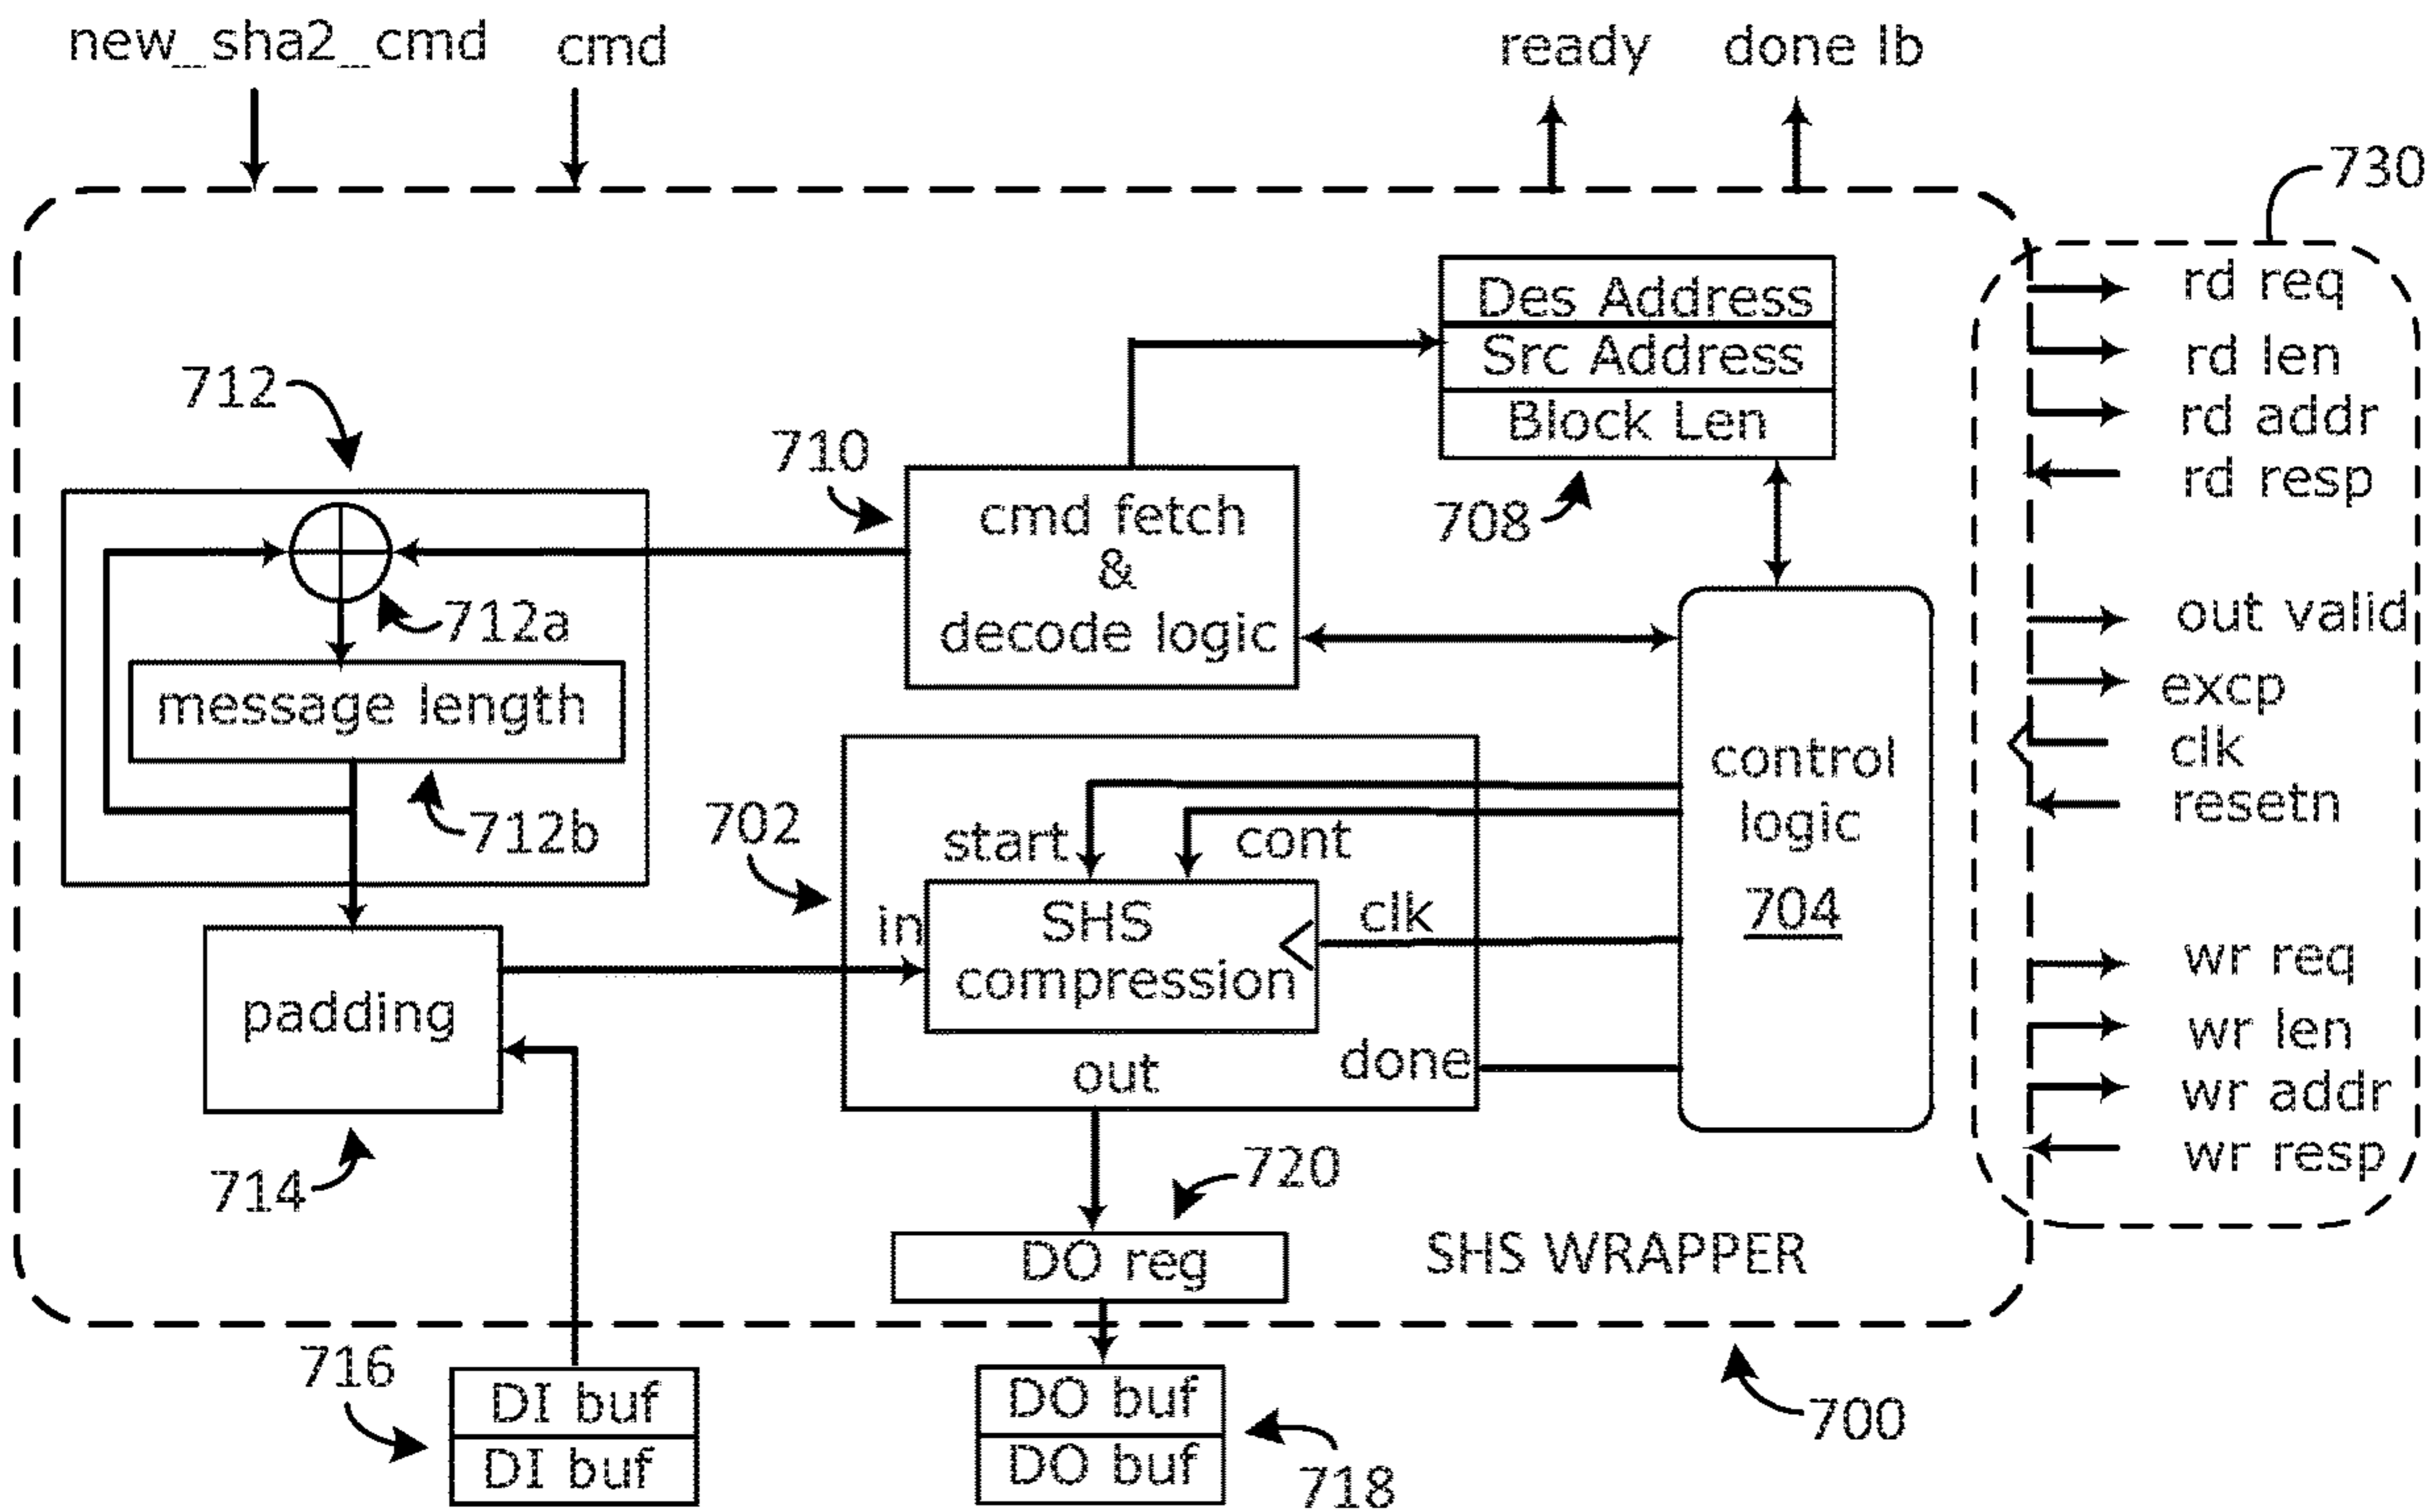 new_sha2_cmd
cmd
ready
done lb
730
Des Address
Src Address
Block Len
708
rd req
rd len
rd addr
rd resp
out valid
excp
clk
resetn
wr req
wr len
wr addr
wr resp
712
712a
message length
712b
710
cmd fetch
&
decode logic
control
logic
704
702
start
cont
in
SHS
compression
clk
out
done
padding
714
720
DO reg
SHS WRAPPER
700
716
DI buf
DI buf
DO buf
DO buf
718